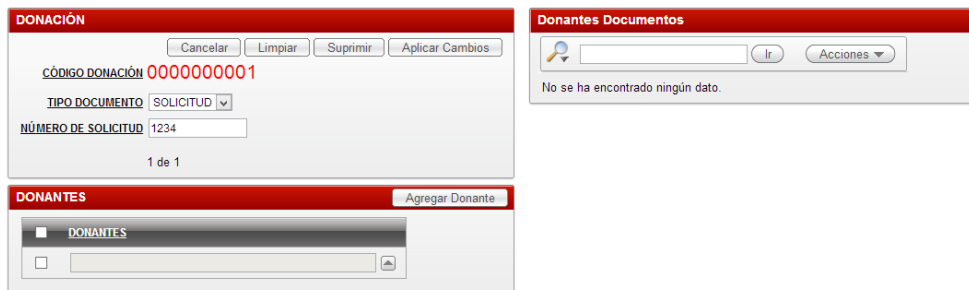 DONACIÓN
Cancelar Limpiar Suprimir Aplicar Cambios
CÓDIGO DONACIÓN 0000000001
TIPO DOCUMENTO SOLICITUD
NÚMERO DE SOLICITUD 1234
1 de 1
DONANTES Agregar Donante
DONANTES
Donantes Documentos
Ir Acciones
No se ha encontrado ningún dato.